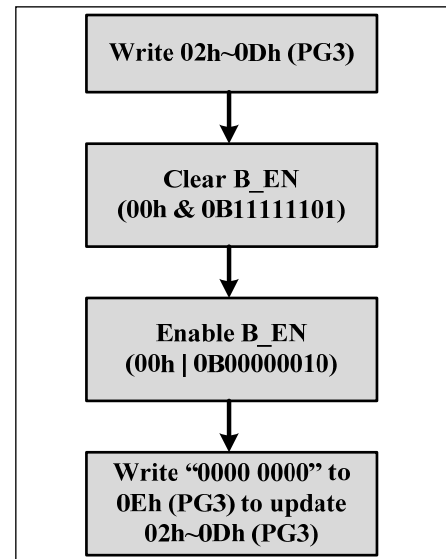 Write 02h~0Dh (PG3)
Clear B_EN
(00h & 0B11111101)
Enable B_EN
(00h | 0B00000010)
Write “0000 0000” to
0Eh (PG3) to update
02h~0Dh (PG3)